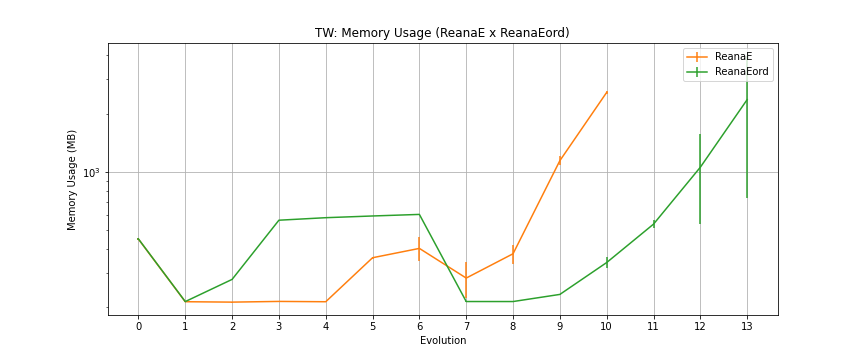 TW: Memory Usage (ReanaE x ReanaEord)
ReanaE
ReanaEord
Memory Usage (MB)
10³
0 1 2 3 4 5 6 7 8 9 10 11 12 13
Evolution